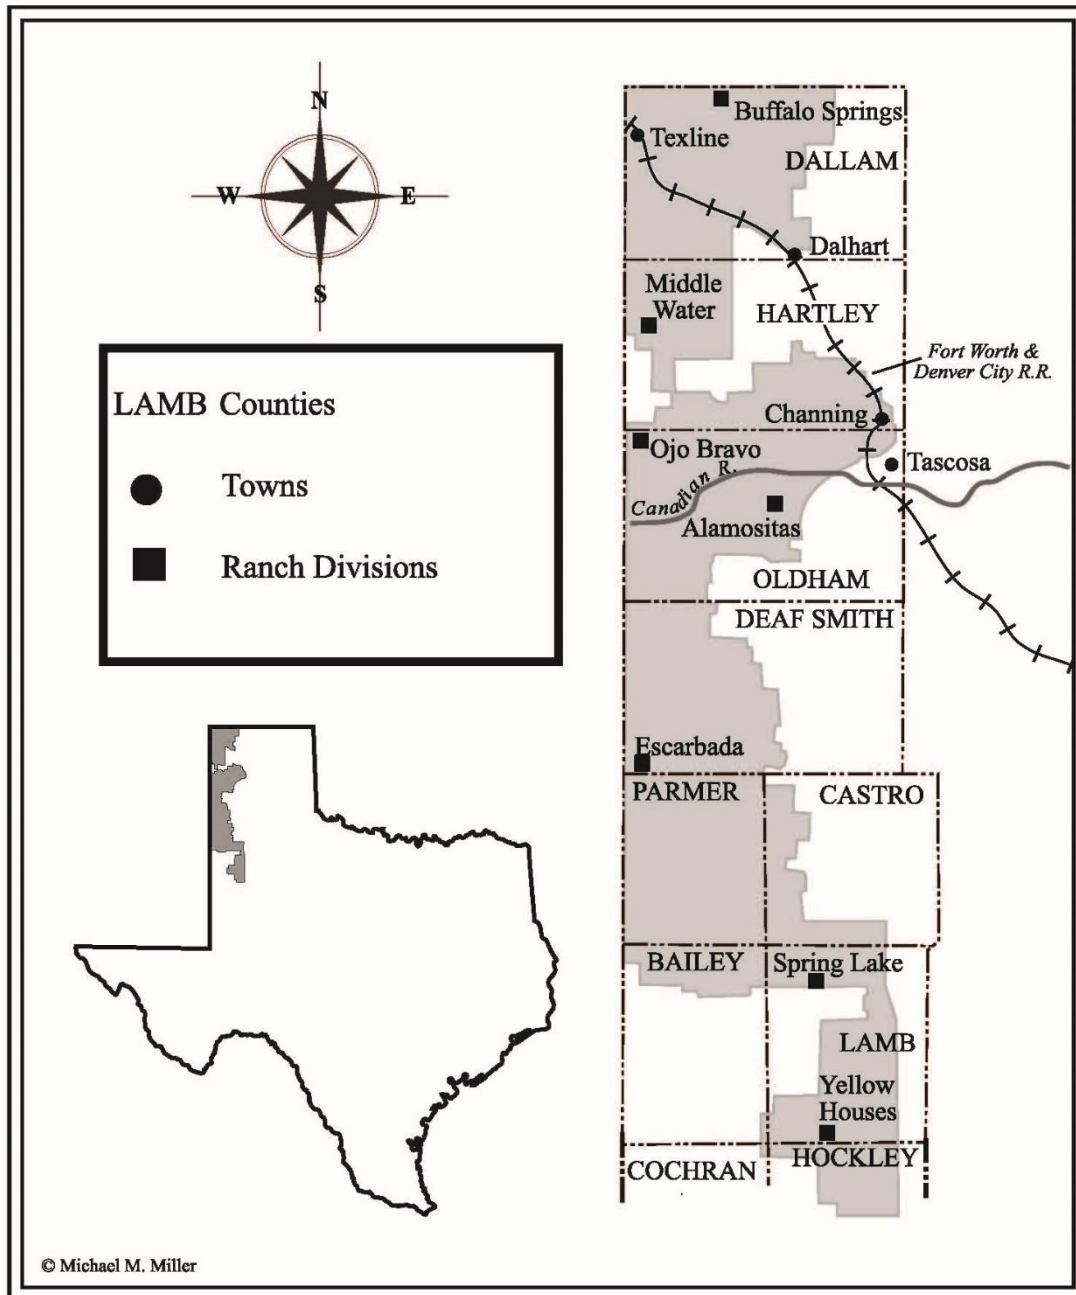 N
W
E
S
LAMB Counties
Towns
Ranch Divisions
Buffalo Springs
Texline
DALLAM
Dalhart
Middle
Water
HARTLEY
Fort Worth &
Denver City R.R.
Channing
Ojo Bravo
Tascosa
Canadian R.
Alamositas
OLDHAM
DEAF SMITH
Escarbada
PARMER
CASTRO
BAILEY
Spring Lake
LAMB
Yellow
Houses
HOCKLEY
COCHRAN
© Michael M. Miller